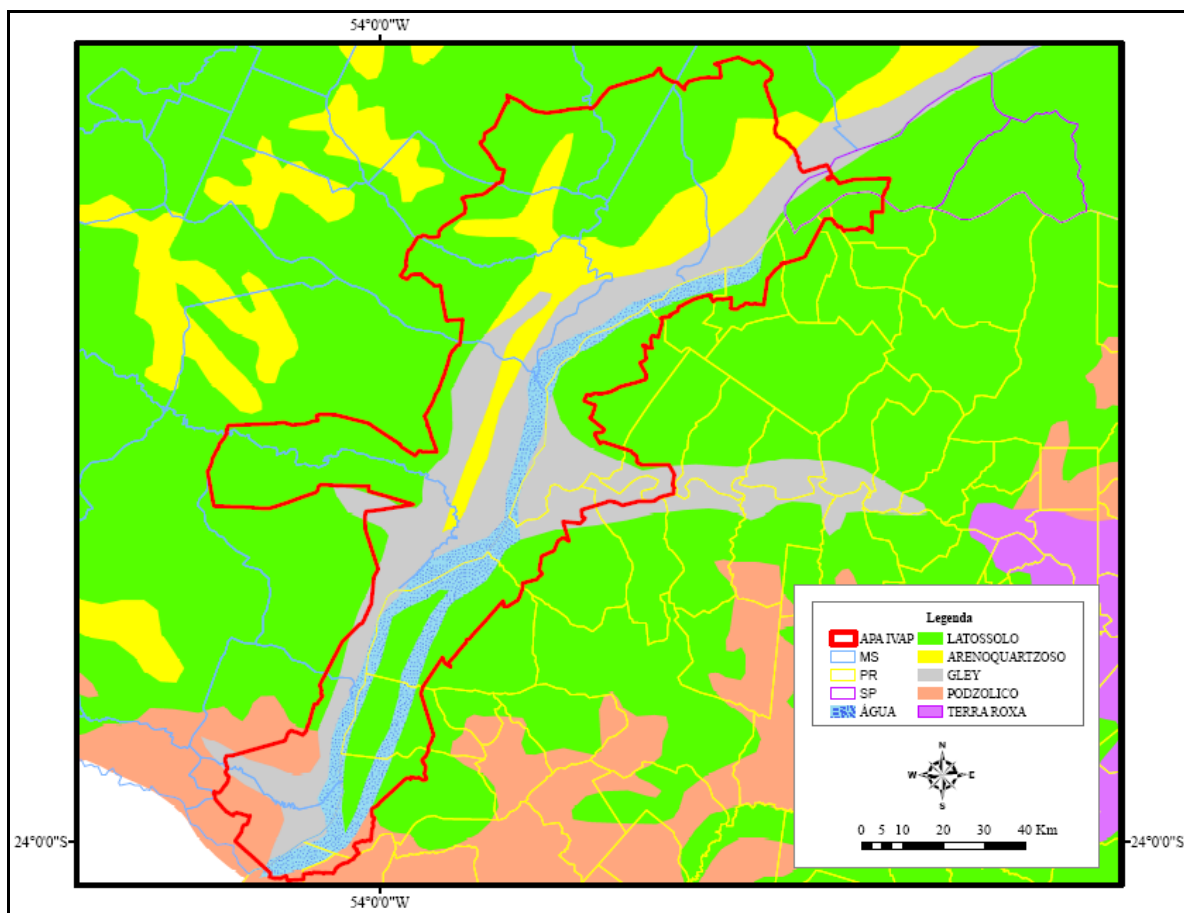 54°0'0"W
Legenda
APA IVAP LATOSSOLO
MS ARENOQUARTZOSO
PR GLEY
SP PODZOLICO
ÁGUA TERRA ROXA
N
W E
S
0 5 10 20 30 40 Km
24°0'0"S 24°0'0"S
54°0'0"W